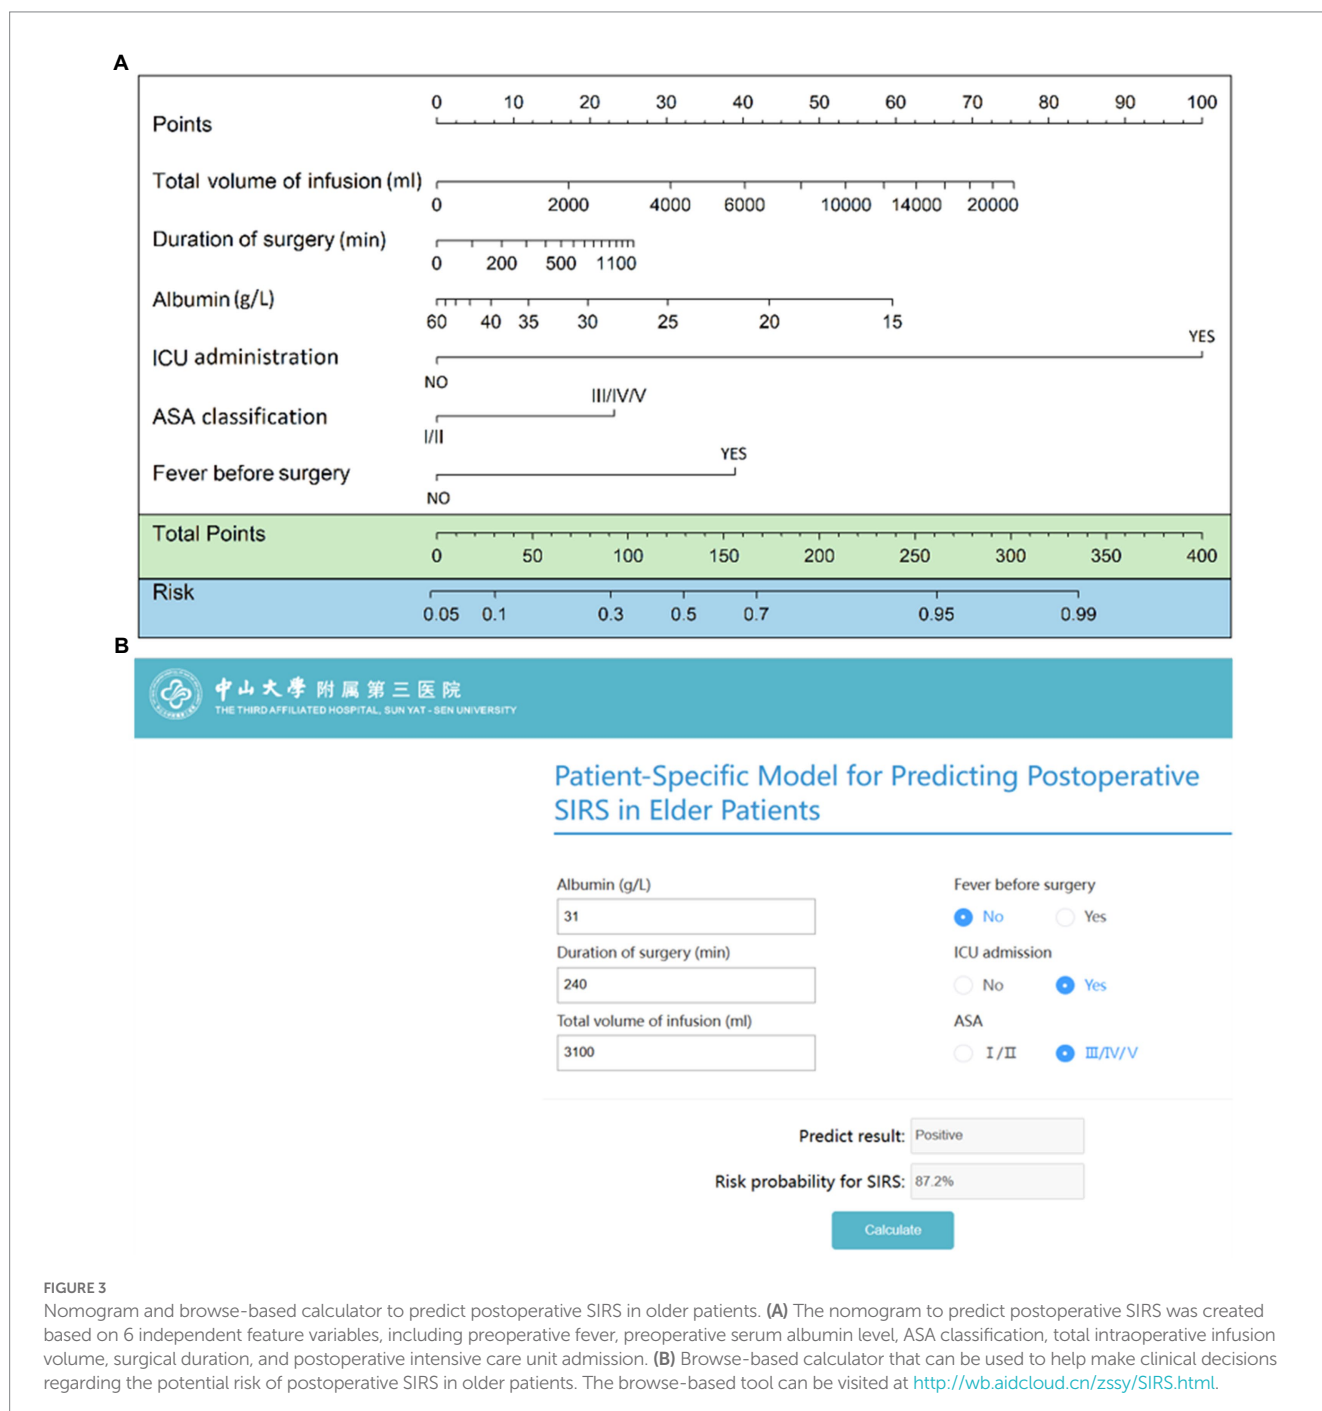 A
Points
0 10 20 30 40 50 60 70 80 90 100
Total volume of infusion (ml)
0 2000 4000 6000 10000 14000 20000
Duration of surgery (min)
0 200 500 1100
Albumin (g/L)
60 40 35 30 25 20 15
ICU administration
NO YES
ASA classification
I/II III/IV/V
Fever before surgery
NO YES
Total Points
0 50 100 150 200 250 300 350 400
Risk
0.05 0.1 0.3 0.5 0.7 0.95 0.99
B
中山大學 附属第三医院
THE THIRD AFFILIATED HOSPITAL, SUN YAT - SEN UNIVERSITY
Patient-Specific Model for Predicting Postoperative
SIRS in Elder Patients
Albumin (g/L)
31
Fever before surgery
No Yes
Duration of surgery (min)
240
ICU admission
No Yes
Total volume of infusion (ml)
3100
ASA
I/II III/IV/V
Predict result: Positive
Risk probability for SIRS: 87.2%
Calculate
FIGURE 3
Nomogram and browse-based calculator to predict postoperative SIRS in older patients. (A) The nomogram to predict postoperative SIRS was created
based on 6 independent feature variables, including preoperative fever, preoperative serum albumin level, ASA classification, total intraoperative infusion
volume, surgical duration, and postoperative intensive care unit admission. (B) Browse-based calculator that can be used to help make clinical decisions
regarding the potential risk of postoperative SIRS in older patients. The browse-based tool can be visited at http://wb.aidcloud.cn/zssy/SIRS.html.